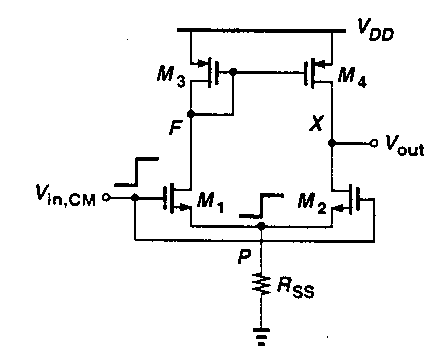 V_DD
M_3
M_4
F
X
V_out
V_in,CM
M_1
M_2
P
R_SS